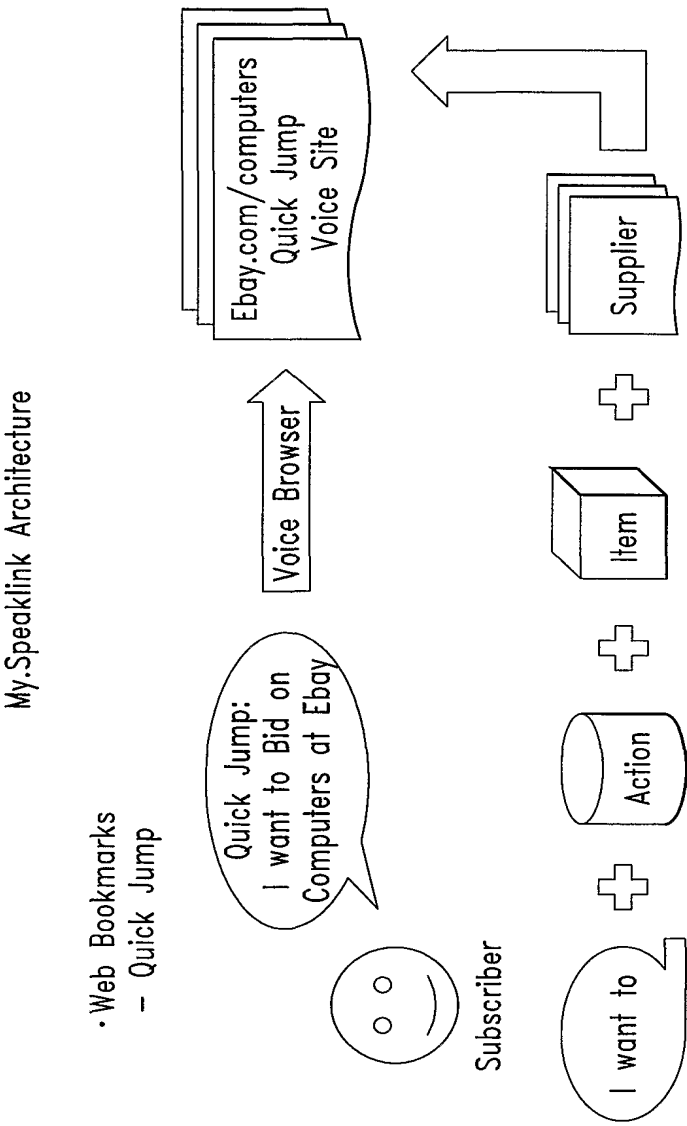 My.Speaklink Architecture
· Web Bookmarks
– Quick Jump
Quick Jump:
I want to Bid on
Computers at Ebay
Voice Browser
Ebay.com/computers
Quick Jump
Voice Site
Subscriber
I want to
Action
Item
Supplier